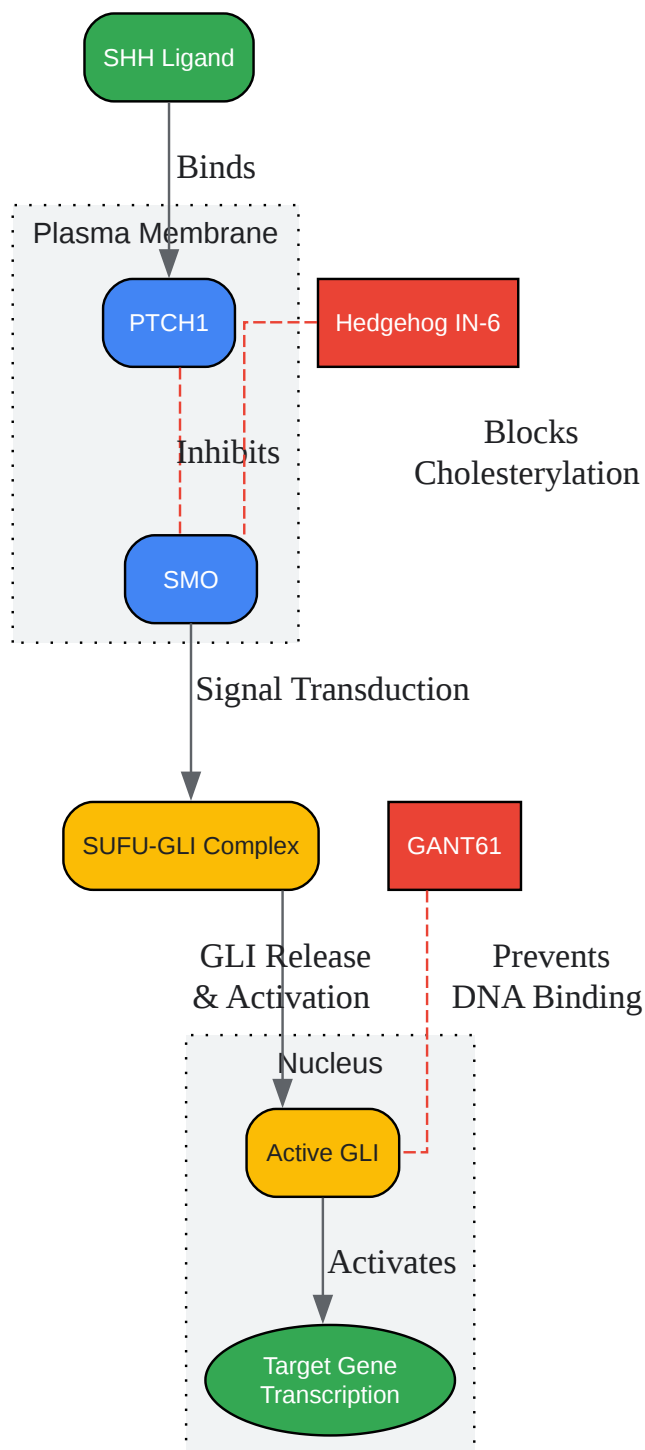 SHH Ligand
Binds
Plasma Membrane
PTCH1
Hedgehog IN-6
Inhibits
Blocks
Cholesterylation
SMO
Signal Transduction
SUFU-GLI Complex
GANT61
GLI Release
& Activation
Prevents
DNA Binding
Nucleus
Active GLI
Activates
Target Gene
Transcription